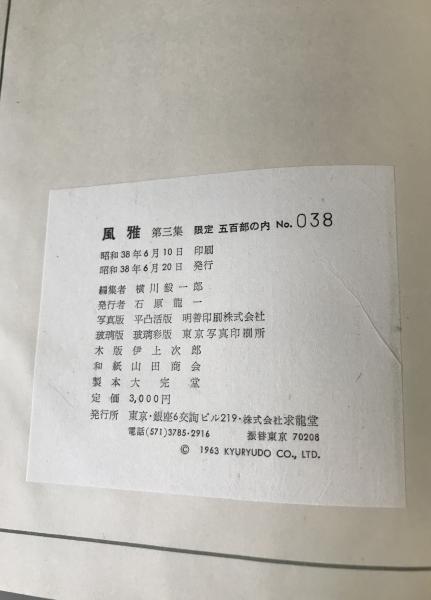 風雅 第三集 限定 五百部の内 No. 038
昭和38年6月10日 印刷
昭和38年6月20日 発行
編集者 横川毅一郎
発行者 石原龍一
写真版 平凸活版 明善印刷株式会社
玻璃版 玻璃彩版 東京写真印刷所
木版 伊上次郎
和紙 山田商会
製本 大完堂
定価 3,000円
発行所 東京・銀座6交詢ビル219・株式会社求龍堂
電話(571)3785・2916 振替東京 70208
© 1963 KYURYUDO CO., LTD.